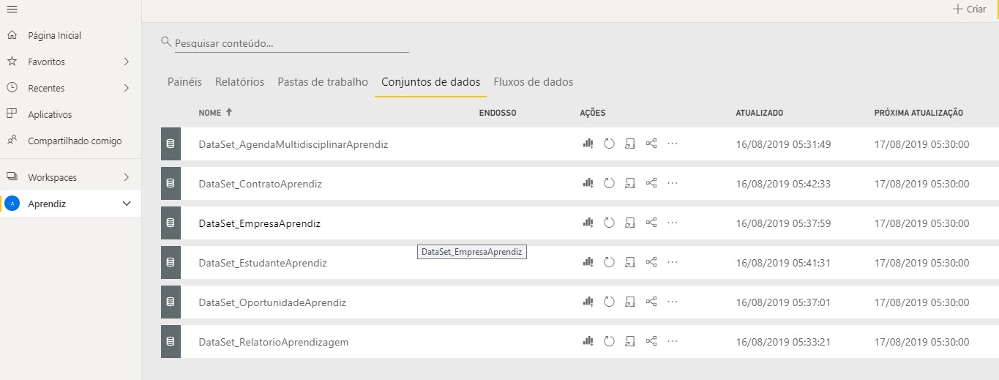 Criar
Página Inicial
Favoritos
Recentes
Aplicativos
Compartilhado comigo
Workspaces
Aprendiz
Pesquisar conteúdo...
Painéis Relatórios Pastas de trabalho Conjuntos de dados Fluxos de dados
NOME ENDOSSO AÇÕES ATUALIZADO PRÓXIMA ATUALIZAÇÃO
DataSet_AgendaMultidisciplinarAprendiz 16/08/2019 05:31:49 17/08/2019 05:30:00
DataSet_ContratoAprendiz 16/08/2019 05:42:33 17/08/2019 05:30:00
DataSet_EmpresaAprendiz 16/08/2019 05:37:59 17/08/2019 05:30:00
DataSet_EmpresaAprendiz
DataSet_EstudanteAprendiz 16/08/2019 05:41:31 17/08/2019 05:30:00
DataSet_OportunidadeAprendiz 16/08/2019 05:37:01 17/08/2019 05:30:00
DataSet_RelatorioAprendizagem 16/08/2019 05:33:21 17/08/2019 05:30:00